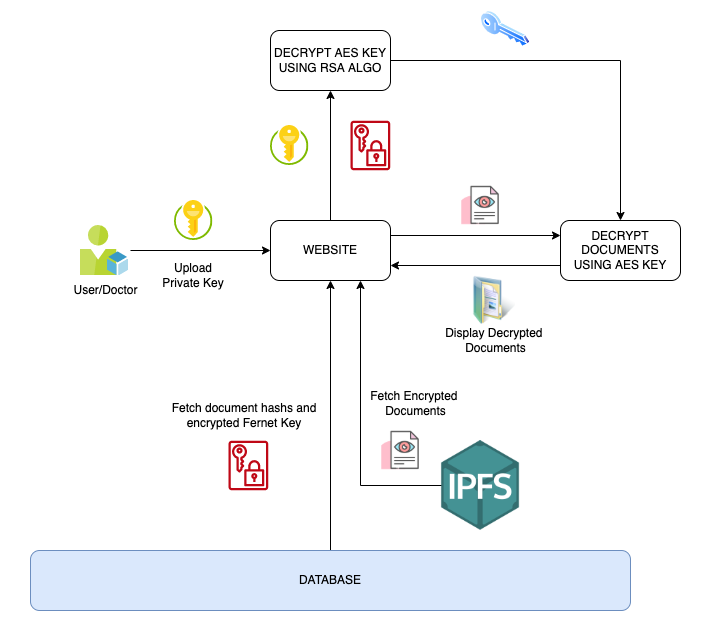 DECRYPT AES KEY
USING RSA ALGO
WEBSITE
DECRYPT
DOCUMENTS
USING AES KEY
Upload
Private Key
User/Doctor
Display Decrypted
Documents
Fetch document hashs and
encrypted Fernet Key
Fetch Encrypted
Documents
IPFS
DATABASE